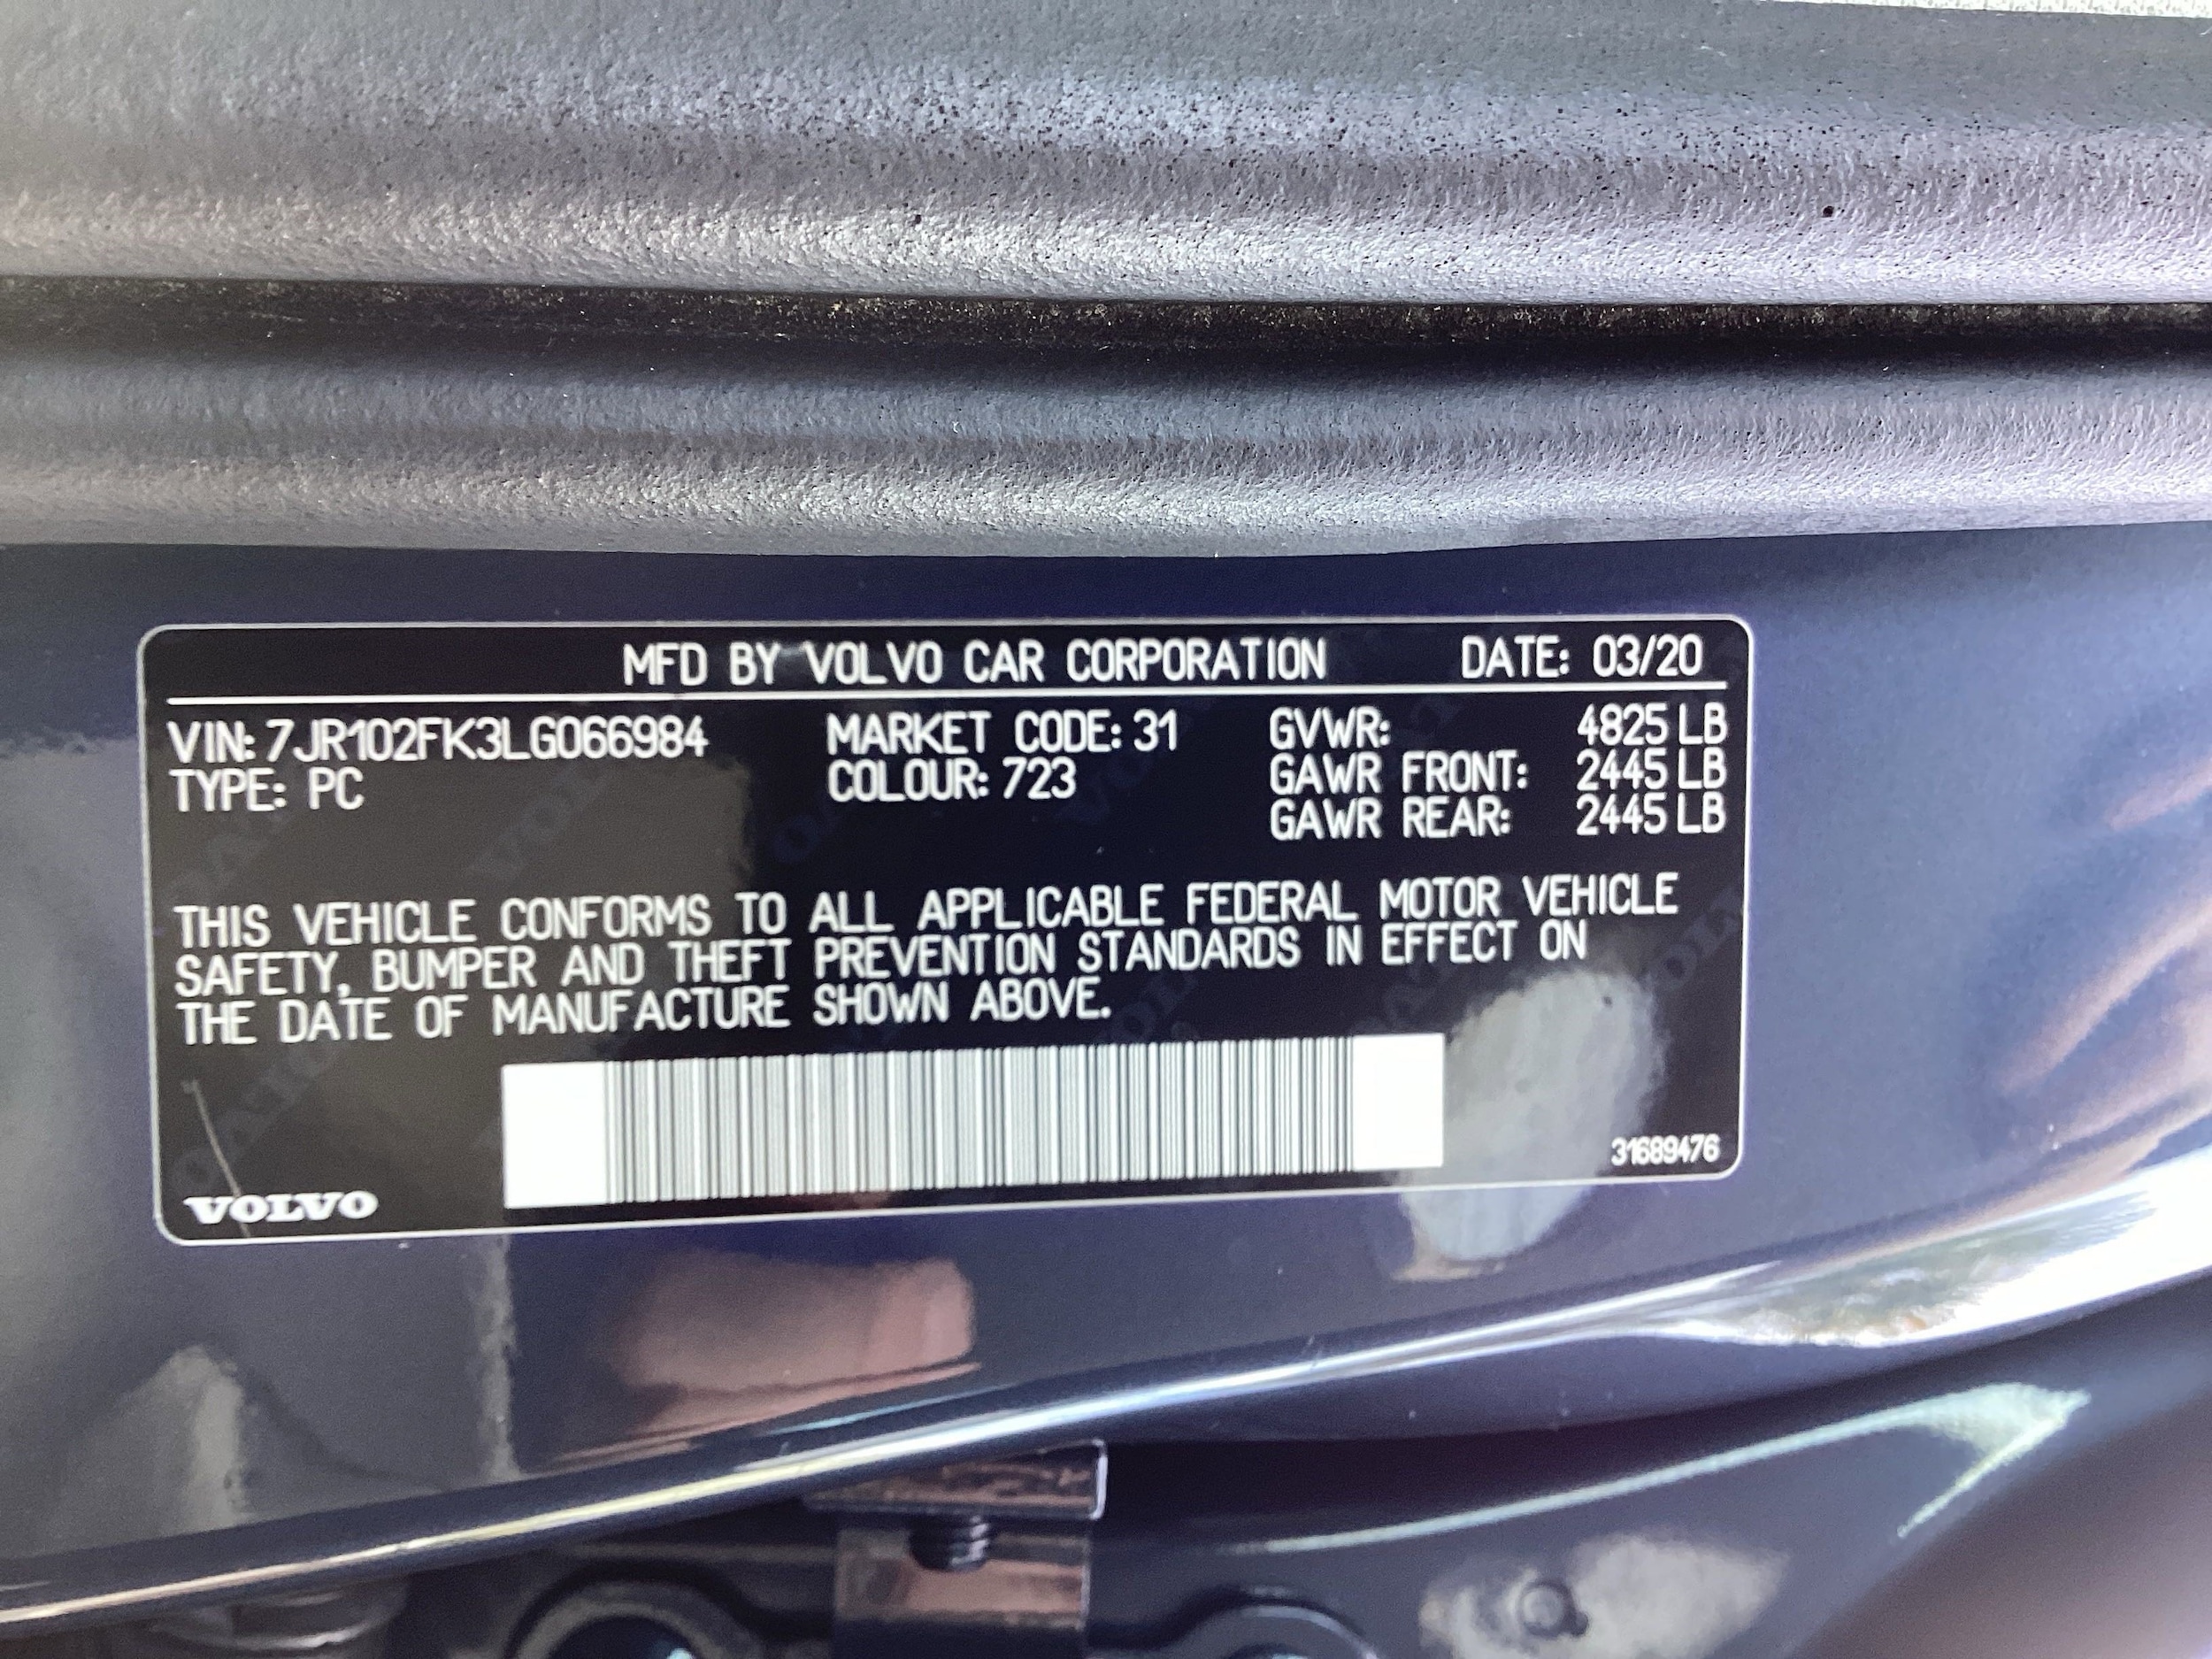 MFD BY VOLVO CAR CORPORATION DATE: 03/20
VIN: 7JR102FK3LG066984 MARKET CODE: 31 GVWR: 4825 LB
TYPE: PC COLOUR: 723 GAWR FRONT: 2445 LB
GAWR REAR: 2445 LB
THIS VEHICLE CONFORMS TO ALL APPLICABLE FEDERAL MOTOR VEHICLE
SAFETY, BUMPER AND THEFT PREVENTION STANDARDS IN EFFECT ON
THE DATE OF MANUFACTURE SHOWN ABOVE.
31689476
VOLVO